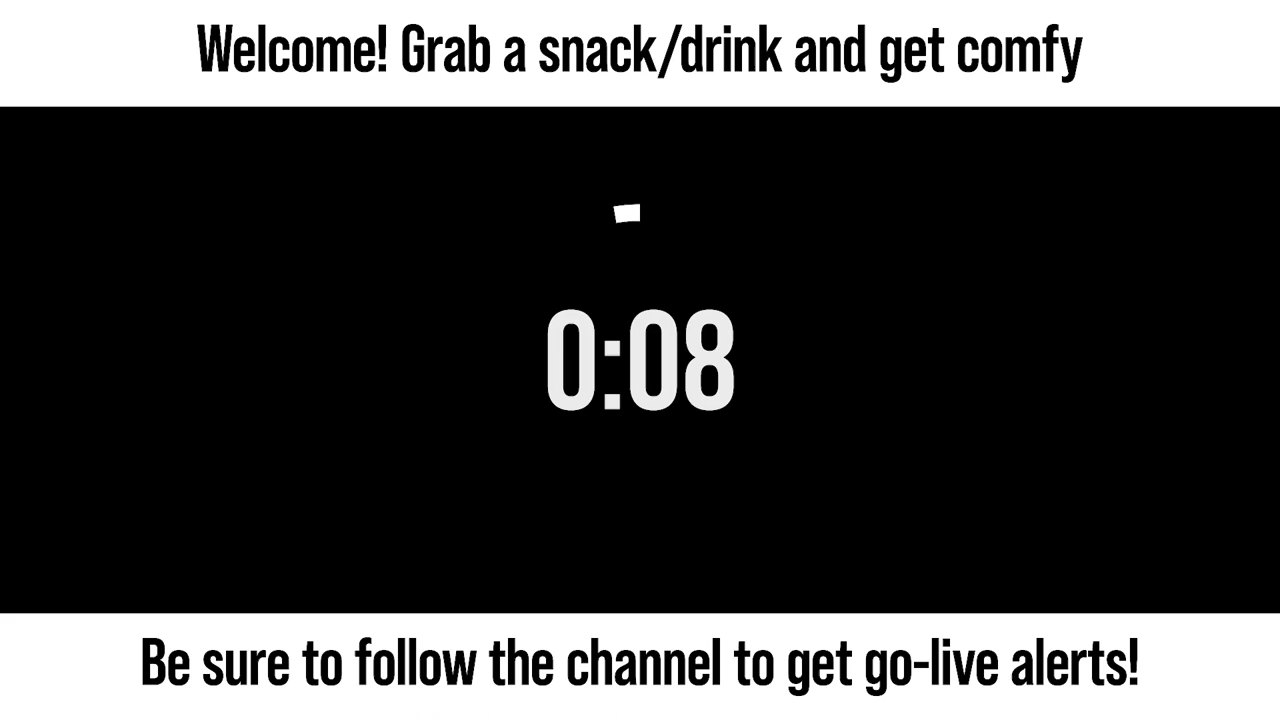 Welcome! Grab a snack/drink and get comfy
0:08
Be sure to follow the channel to get go-live alerts!